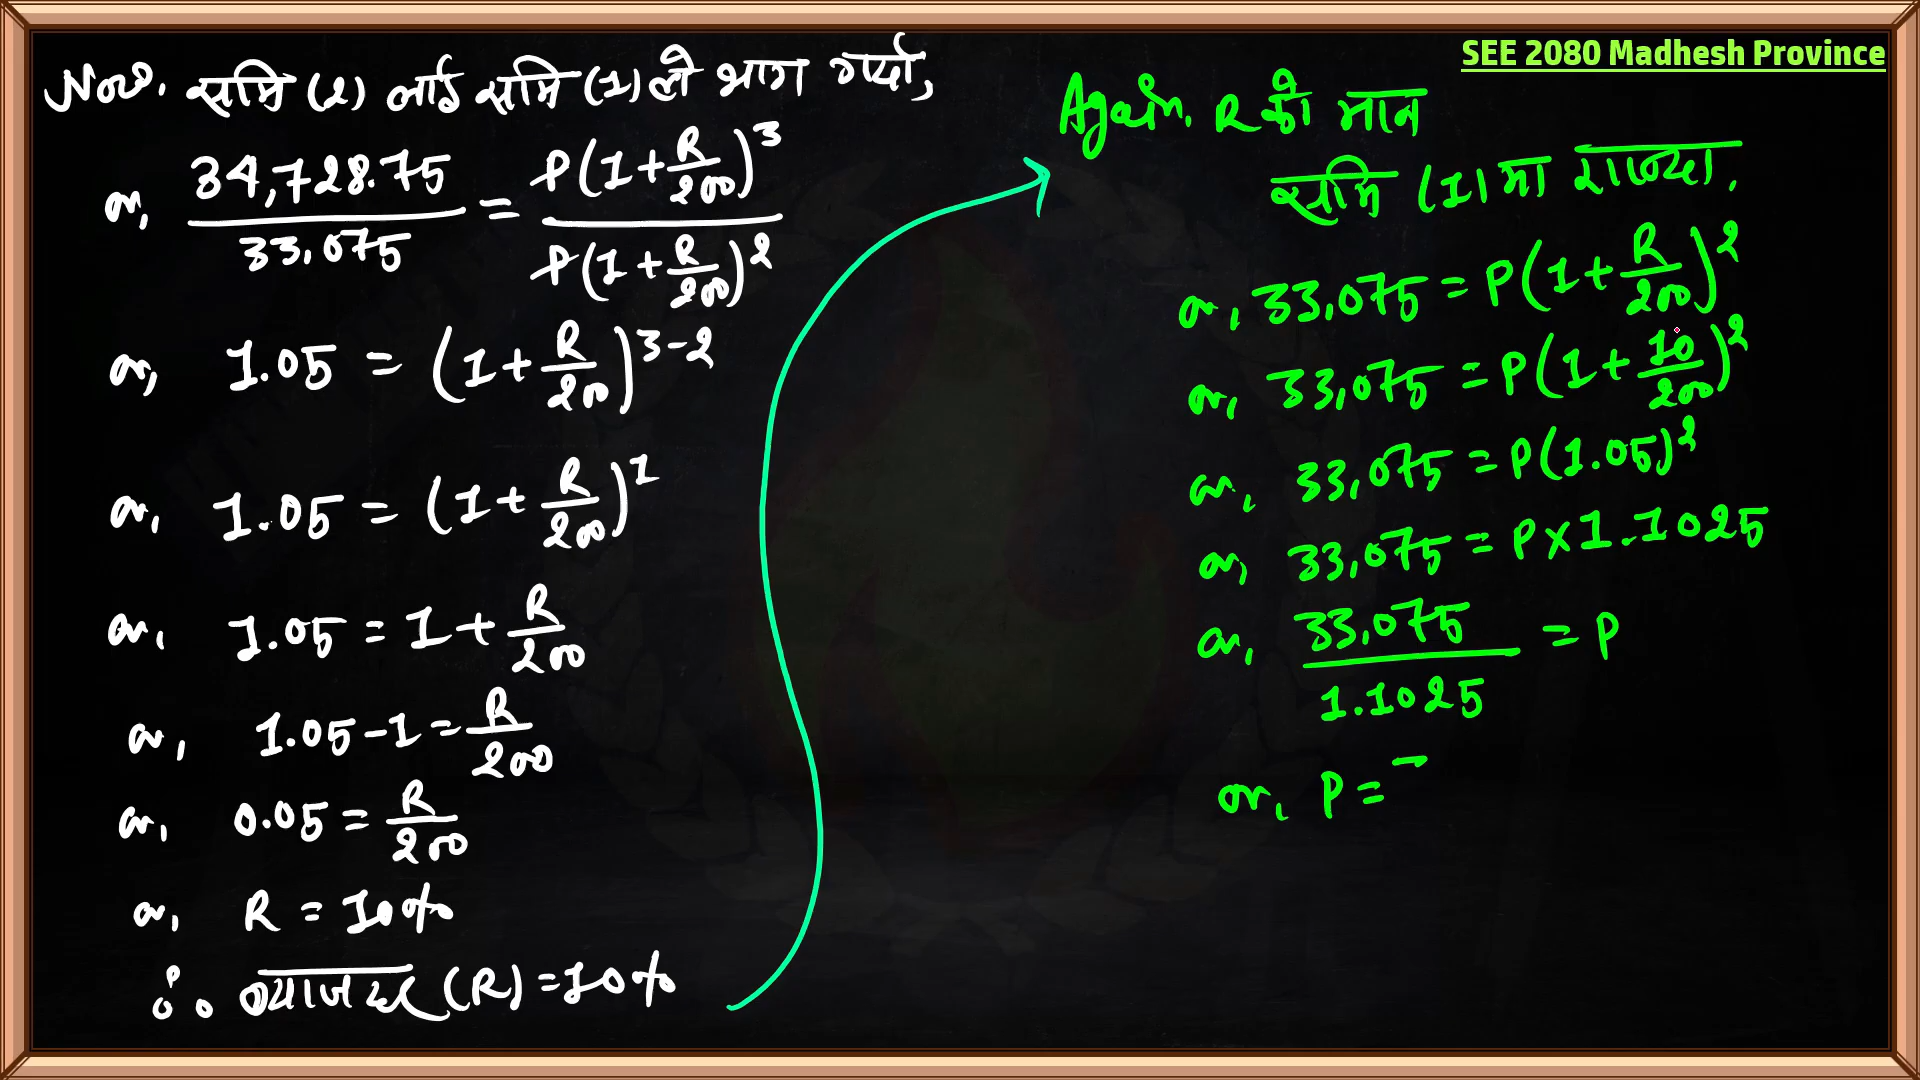 SEE 2080 Madhesh Province
Now, समि (2) लाई समि (1) ले भाग गर्दा,
or, 34,728.75 / 33,075 = P(1+R/200)^3 / P(1+R/200)^2
or, 1.05 = (1+R/200)^3-2
or, 1.05 = (1+R/200)^1
or, 1.05 = 1+R/200
or, 1.05-1 = R/200
or, 0.05 = R/200
or, R = 10%
∴ ब्याजदर (R) = 10%
Again, R को मान
समि (1) मा राख्दा,
or, 33,075 = P(1+R/200)^2
or, 33,075 = P(1+10/200)^2
or, 33,075 = P(1.05)^2
or, 33,075 = P×1.1025
or, 33,075 / 1.1025 = P
or, P =